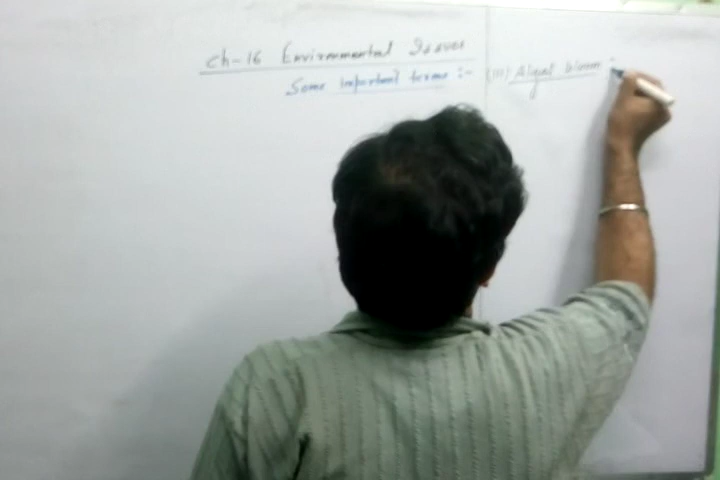 Ch-16 Environmental Issues
Some Important terms :-
(iii) Algal bloom :